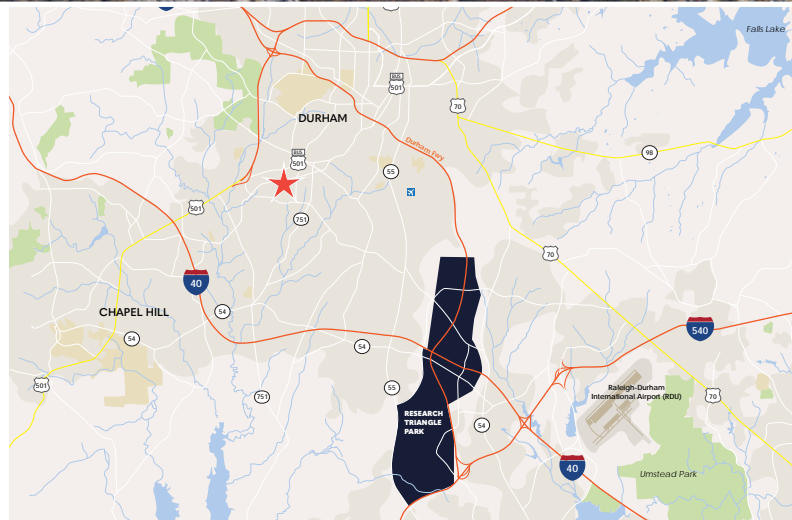 Falls Lake
BUS
501
70
DURHAM
Durham Fwy
98
BUS
501
55
501
751
70
40
CHAPEL HILL
54
54
540
54
501
55
751
Raleigh-Durham
International Airport (RDU)
70
RESEARCH
TRIANGLE
PARK
54
40
Umstead Park